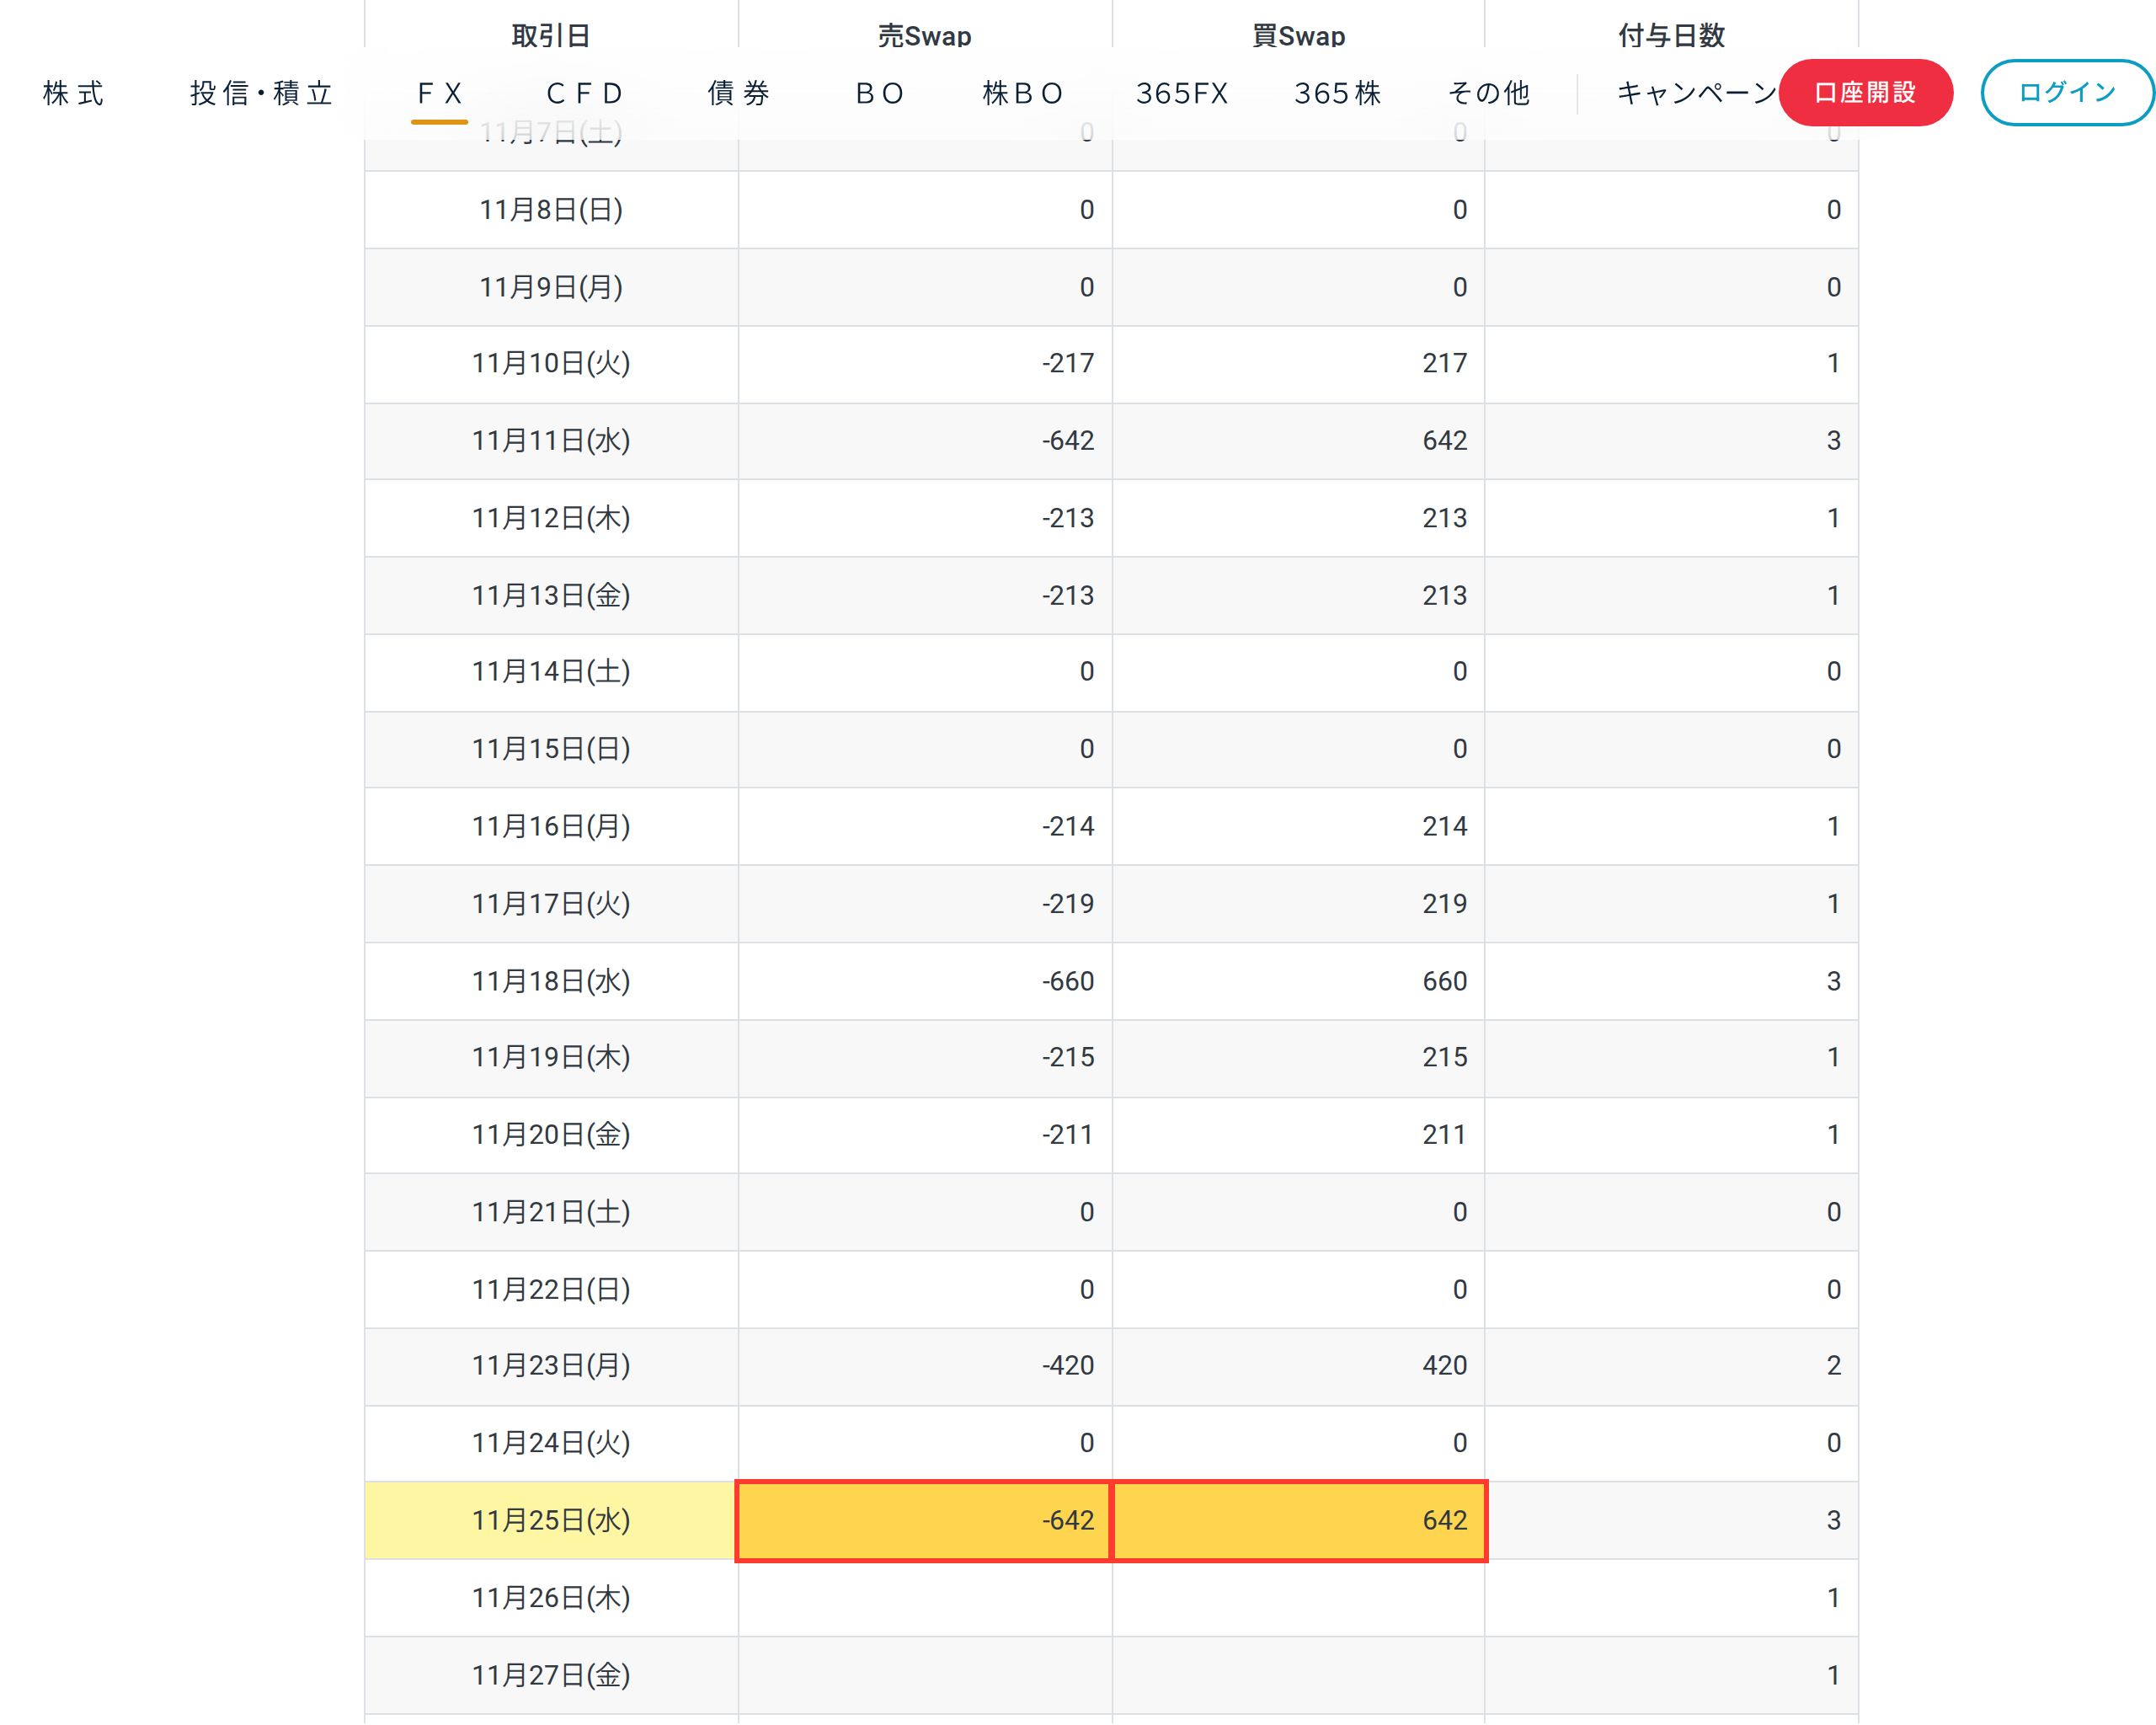 取引日 売Swap 買Swap 付与日数
株式 投信・積立 FX CFD 債券 BO 株BO 365FX 365株 その他 キャンペーン 口座開設 ログイン
11月7日(土) 0 0 0
11月8日(日) 0 0 0
11月9日(月) 0 0 0
11月10日(火) -217 217 1
11月11日(水) -642 642 3
11月12日(木) -213 213 1
11月13日(金) -213 213 1
11月14日(土) 0 0 0
11月15日(日) 0 0 0
11月16日(月) -214 214 1
11月17日(火) -219 219 1
11月18日(水) -660 660 3
11月19日(木) -215 215 1
11月20日(金) -211 211 1
11月21日(土) 0 0 0
11月22日(日) 0 0 0
11月23日(月) -420 420 2
11月24日(火) 0 0 0
11月25日(水) -642 642 3
11月26日(木) 1
11月27日(金) 1